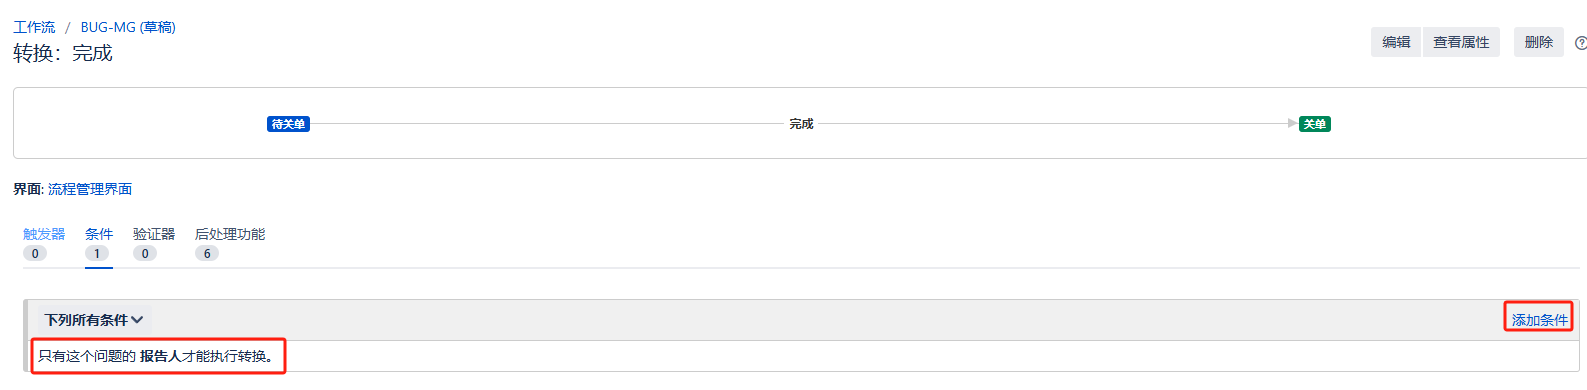 工作流 / BUG-MG (草稿)
转换：完成
编辑 查看属性 删除
待关单 完成 关单
界面: 流程管理界面
触发器 条件 验证器 后处理功能
0 1 0 6
下列所有条件 添加条件
只有这个问题的 报告人才能执行转换。